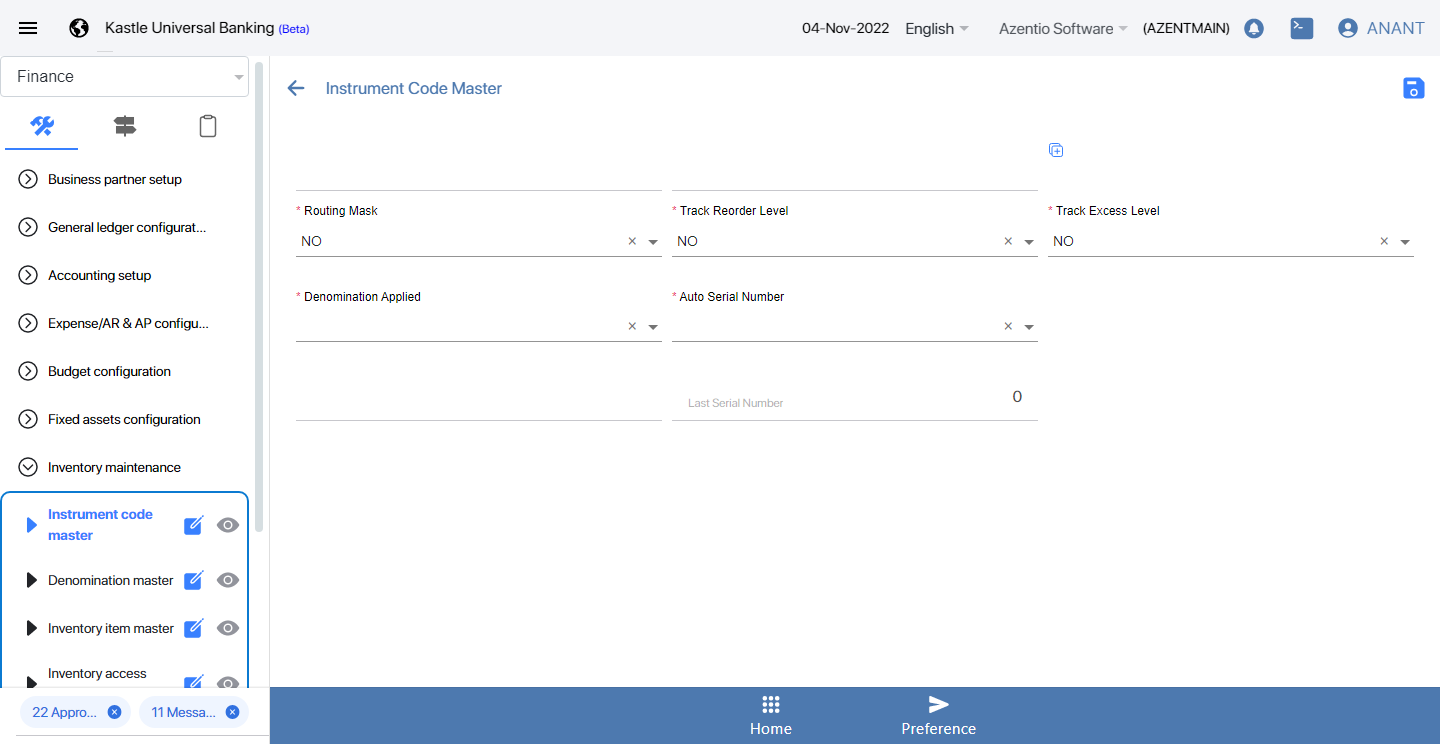 Kastle Universal Banking (Beta)
04-Nov-2022 English Azentio Software (AZENTMAIN) ANANT
Finance
Instrument Code Master
Business partner setup
General ledger configurat...
Accounting setup
Expense/AR & AP configu...
Budget configuration
Fixed assets configuration
Inventory maintenance
Instrument code
master
Denomination master
Inventory item master
Inventory access
22 Appro...
11 Messa...
* Routing Mask
NO
* Track Reorder Level
NO
* Track Excess Level
NO
* Denomination Applied
* Auto Serial Number
Last Serial Number
0
Home
Preference